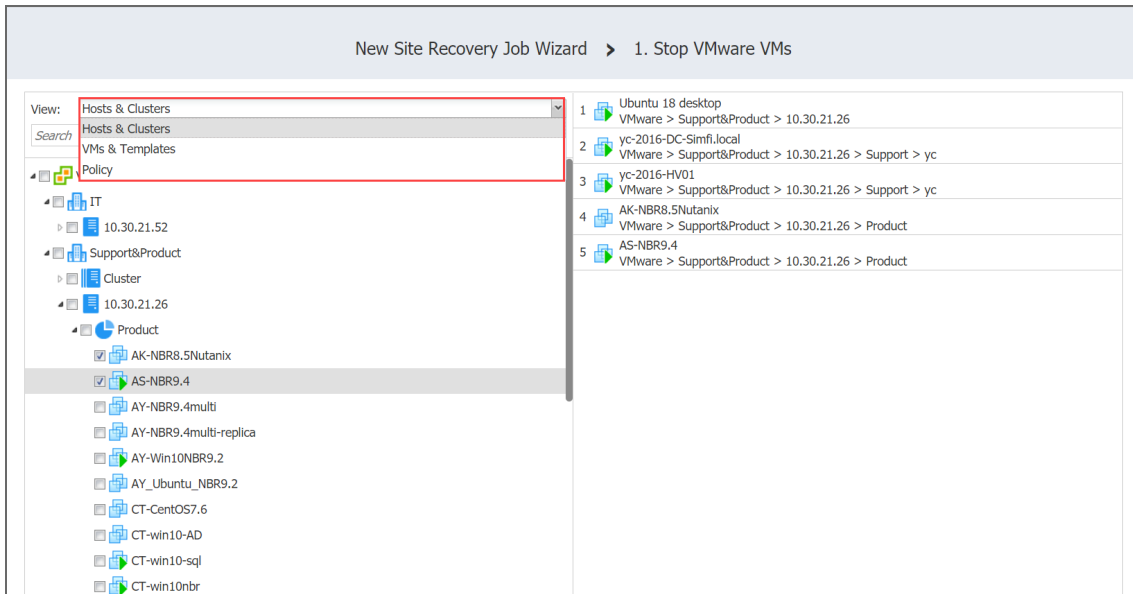 New Site Recovery Job Wizard > 1. Stop VMware VMs
View: Hosts & Clusters
Search
Hosts & Clusters
VMs & Templates
Policy
IT
10.30.21.52
Support&Product
Cluster
10.30.21.26
Product
AK-NBR8.5Nutanix
AS-NBR9.4
AY-NBR9.4multi
AY-NBR9.4multi-replica
AY-Win10NBR9.2
AY_Ubuntu_NBR9.2
CT-CentOS7.6
CT-win10-AD
CT-win10-sql
CT-win10nbr
1 Ubuntu 18 desktop
VMware > Support&Product > 10.30.21.26
2 yc-2016-DC-Simfi.local
VMware > Support&Product > 10.30.21.26 > Support > yc
3 yc-2016-HV01
VMware > Support&Product > 10.30.21.26 > Support > yc
4 AK-NBR8.5Nutanix
VMware > Support&Product > 10.30.21.26 > Product
5 AS-NBR9.4
VMware > Support&Product > 10.30.21.26 > Product